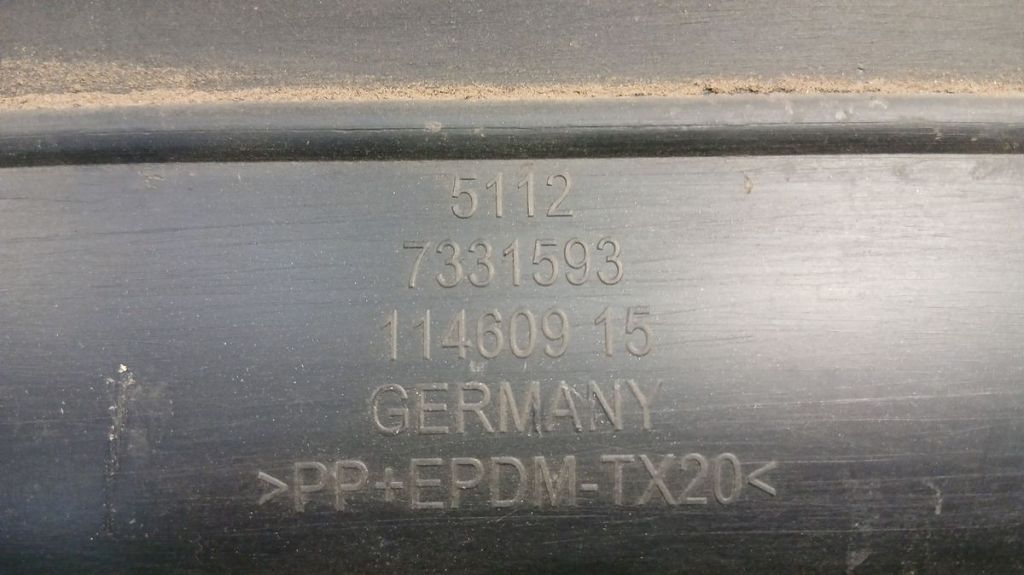 5112
7331593
114609 15
GERMANY
>PP+EPDM-TX20<